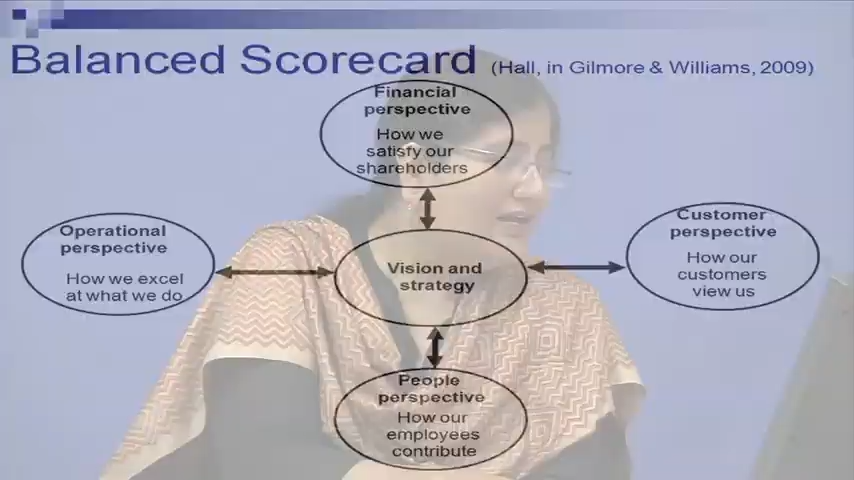 Balanced Scorecard (Hall, in Gilmore & Williams, 2009)
Financial
perspective
How we
satisfy our
shareholders
Operational
perspective
How we excel
at what we do
Vision and
strategy
Customer
perspective
How our
customers
view us
People
perspective
How our
employees
contribute